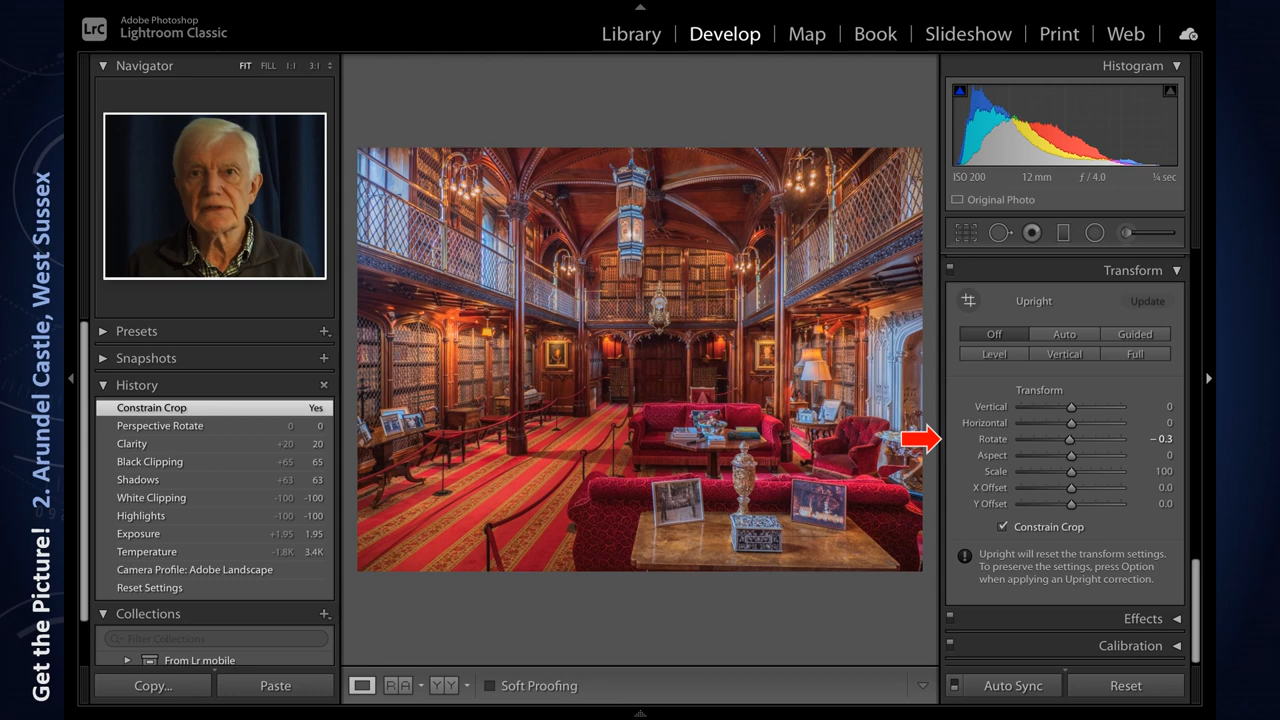 Get the Picture! 2. Arundel Castle, West Sussex
LrC
Adobe Photoshop
Lightroom Classic
Library | Develop | Map | Book | Slideshow | Print | Web
Navigator FIT FILL 1:1 3:1
Presets
Snapshots
History
Constrain Crop Yes
Perspective Rotate 0 0
Clarity +20 20
Black Clipping +65 65
Shadows +63 63
White Clipping -100 -100
Highlights -100 -100
Exposure +1.95 1.95
Temperature -1.8K 3.4K
Camera Profile: Adobe Landscape
Reset Settings
Collections
Filter Collections
From Lr mobile
Copy... Paste
RA YY Soft Proofing
Histogram
ISO 200 12 mm ƒ / 4.0 ¼ sec
Original Photo
Transform
Upright Update
Off Auto Guided
Level Vertical Full
Transform
Vertical 0
Horizontal 0
Rotate – 0.3
Aspect 0
Scale 100
X Offset 0.0
Y Offset 0.0
Constrain Crop
Upright will reset the transform settings.
To preserve the settings, press Option
when applying an Upright correction.
Effects
Calibration
Auto Sync Reset